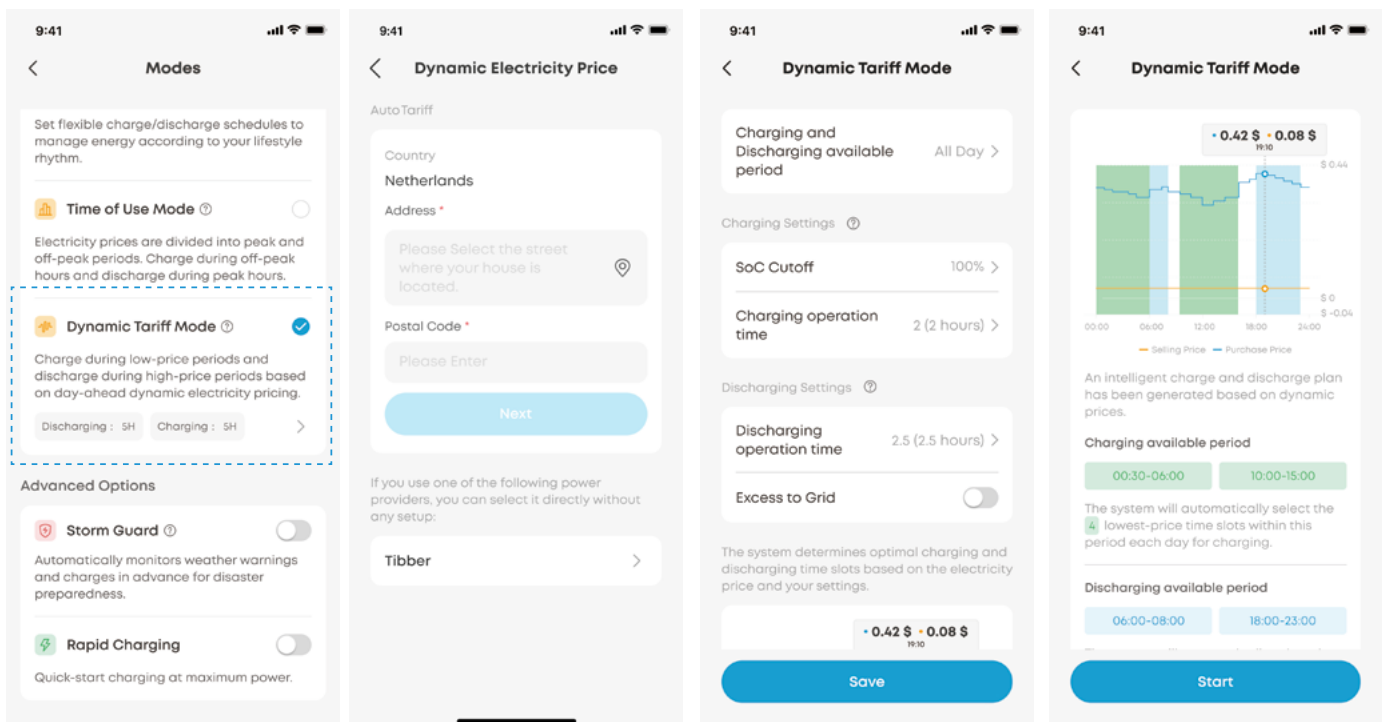 9:41
Modes
Set flexible charge/discharge schedules to
manage energy according to your lifestyle
rhythm.
Time of Use Mode
Electricity prices are divided into peak and
off-peak periods. Charge during off-peak
hours and discharge during peak hours.
Dynamic Tariff Mode
Charge during low-price periods and
discharge during high-price periods based
on day-ahead dynamic electricity pricing.
Discharging : 5H Charging : 5H
Advanced Options
Storm Guard
Automatically monitors weather warnings
and charges in advance for disaster
preparedness.
Rapid Charging
Quick-start charging at maximum power.
9:41
Dynamic Electricity Price
Auto Tariff
Country
Netherlands
Address *
Please Select the street
where your house is
located.
Postal Code *
Please Enter
Next
If you use one of the following power
providers, you can select it directly without
any setup:
Tibber
9:41
Dynamic Tariff Mode
Charging and
Discharging available
period
All Day
Charging Settings
SoC Cutoff 100%
Charging operation
time
2 (2 hours)
Discharging Settings
Discharging
operation time
2.5 (2.5 hours)
Excess to Grid
The system determines optimal charging and
discharging time slots based on the electricity
price and your settings.
0.42 $ 0.08 $
19:10
Save
9:41
Dynamic Tariff Mode
0.42 $ 0.08 $
19:10
$ 0.44
$ 0
$ -0.04
00:00 06:00 12:00 18:00 24:00
Selling Price Purchase Price
An intelligent charge and discharge plan
has been generated based on dynamic
prices.
Charging available period
00:30-06:00 10:00-15:00
The system will automatically select the
4 lowest-price time slots within this
period each day for charging.
Discharging available period
06:00-08:00 18:00-23:00
Start